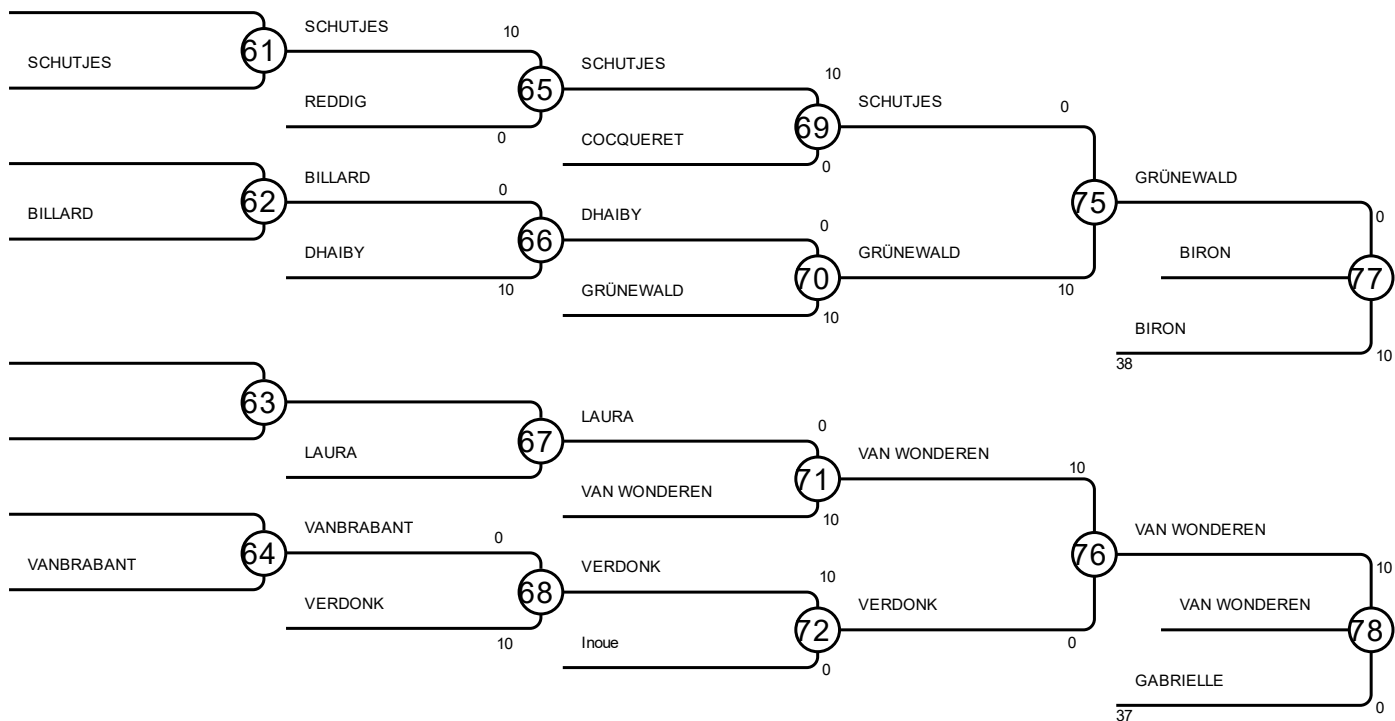 SCHUTJES
61
SCHUTJES
10
REDDIG
0
65
SCHUTJES
10
COCQUERET
0
69
SCHUTJES
0
BILLARD
62
BILLARD
0
DHAIBY
10
66
DHAIBY
0
GRÜNEWALD
10
70
GRÜNEWALD
10
75
GRÜNEWALD
0
BIRON
77
BIRON
38
10
63
LAURA
67
LAURA
0
VAN WONDEREN
10
71
VAN WONDEREN
10
VANBRABANT
64
VANBRABANT
0
VERDONK
10
68
VERDONK
10
Inoue
0
72
VERDONK
0
76
VAN WONDEREN
10
VAN WONDEREN
78
GABRIELLE
37
0